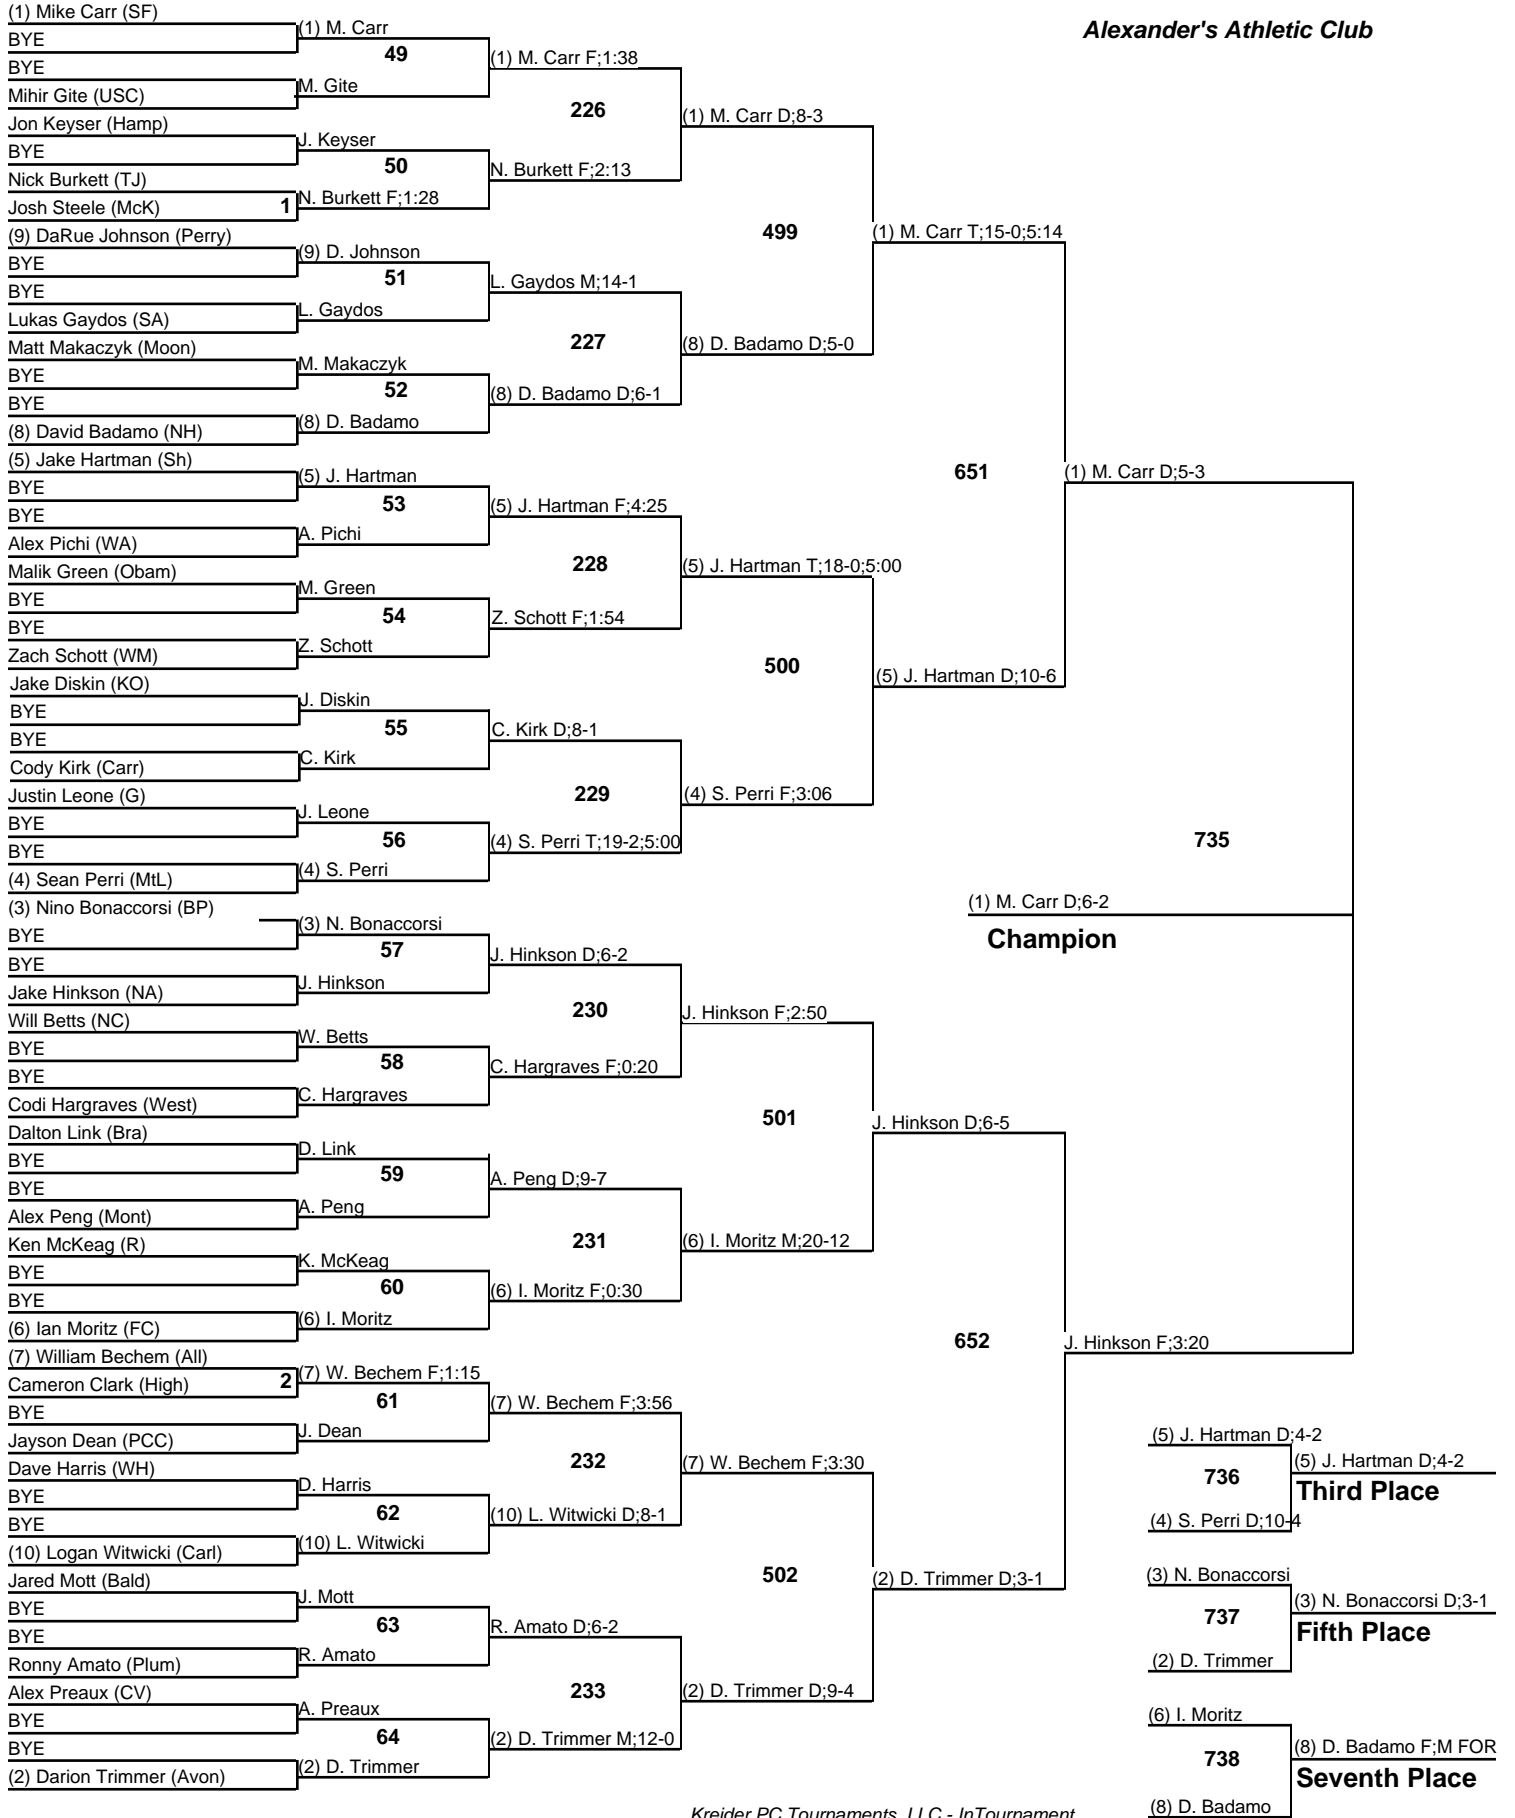 Alexander's Athletic Club
(1) Mike Carr (SF)
BYE
BYE
Mihir Gite (USC)
Jon Keyser (Hamp)
BYE
Nick Burkett (TJ)
Josh Steele (McK)
1
(9) DaRue Johnson (Perry)
BYE
BYE
Lukas Gaydos (SA)
Matt Makaczyk (Moon)
BYE
BYE
(8) David Badamo (NH)
(5) Jake Hartman (Sh)
BYE
BYE
Alex Pichi (WA)
Malik Green (Obam)
BYE
BYE
Zach Schott (WM)
Jake Diskin (KO)
BYE
BYE
Cody Kirk (Carr)
Justin Leone (G)
BYE
BYE
(4) Sean Perri (MtL)
(3) Nino Bonaccorsi (BP)
BYE
BYE
Jake Hinkson (NA)
Will Betts (NC)
BYE
BYE
Codi Hargraves (West)
Dalton Link (Bra)
BYE
BYE
Alex Peng (Mont)
Ken McKeag (R)
BYE
BYE
(6) Ian Moritz (FC)
(7) William Bechem (All)
Cameron Clark (High)
2
BYE
Jayson Dean (PCC)
Dave Harris (WH)
BYE
BYE
(10) Logan Witwicki (Carl)
Jared Mott (Bald)
BYE
BYE
Ronny Amato (Plum)
Alex Preaux (CV)
BYE
BYE
(2) Darion Trimmer (Avon)
(1) M. Carr
49
M. Gite
J. Keyser
50
N. Burkett F;1:28
(9) D. Johnson
51
L. Gaydos
M. Makaczyk
52
(8) D. Badamo
(5) J. Hartman
53
A. Pichi
M. Green
54
Z. Schott
J. Diskin
55
C. Kirk
J. Leone
56
(4) S. Perri
(3) N. Bonaccorsi
57
J. Hinkson
W. Betts
58
C. Hargraves
D. Link
59
A. Peng
K. McKeag
60
(6) I. Moritz
(7) W. Bechem F;1:15
61
J. Dean
D. Harris
62
(10) L. Witwicki
J. Mott
63
R. Amato
A. Preaux
64
(2) D. Trimmer
(1) M. Carr F;1:38
226
N. Burkett F;2:13
L. Gaydos M;14-1
227
(8) D. Badamo D;6-1
(5) J. Hartman F;4:25
228
Z. Schott F;1:54
C. Kirk D;8-1
229
(4) S. Perri T;19-2;5:00
J. Hinkson D;6-2
230
C. Hargraves F;0:20
A. Peng D;9-7
231
(6) I. Moritz F;0:30
(7) W. Bechem F;3:56
232
(10) L. Witwicki D;8-1
R. Amato D;6-2
233
(2) D. Trimmer M;12-0
(1) M. Carr D;8-3
499
(8) D. Badamo D;5-0
(5) J. Hartman T;18-0;5:00
500
(4) S. Perri F;3:06
J. Hinkson F;2:50
501
(6) I. Moritz M;20-12
(7) W. Bechem F;3:30
502
(2) D. Trimmer D;9-4
(1) M. Carr T;15-0;5:14
651
(5) J. Hartman D;10-6
J. Hinkson D;6-5
652
(2) D. Trimmer D;3-1
(1) M. Carr D;5-3
735
J. Hinkson F;3:20
(1) M. Carr D;6-2
Champion
(5) J. Hartman D;4-2
736
(4) S. Perri D;10-4
(5) J. Hartman D;4-2
Third Place
(3) N. Bonaccorsi
737
(2) D. Trimmer
(3) N. Bonaccorsi D;3-1
Fifth Place
(6) I. Moritz
738
(8) D. Badamo
(8) D. Badamo F;M FOR
Seventh Place
Kreider PC Tournaments, LLC - InTournament